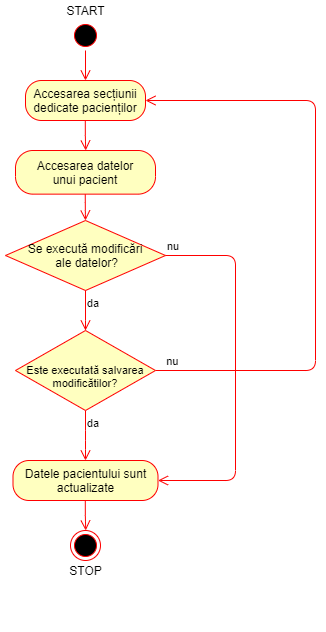 START
Accesarea secțiunii
dedicate pacienților
Accesarea datelor
unui pacient
Se execută modificări
ale datelor?
nu
da
Este executată salvarea
modificătilor?
nu
da
Datele pacientului sunt
actualizate
STOP